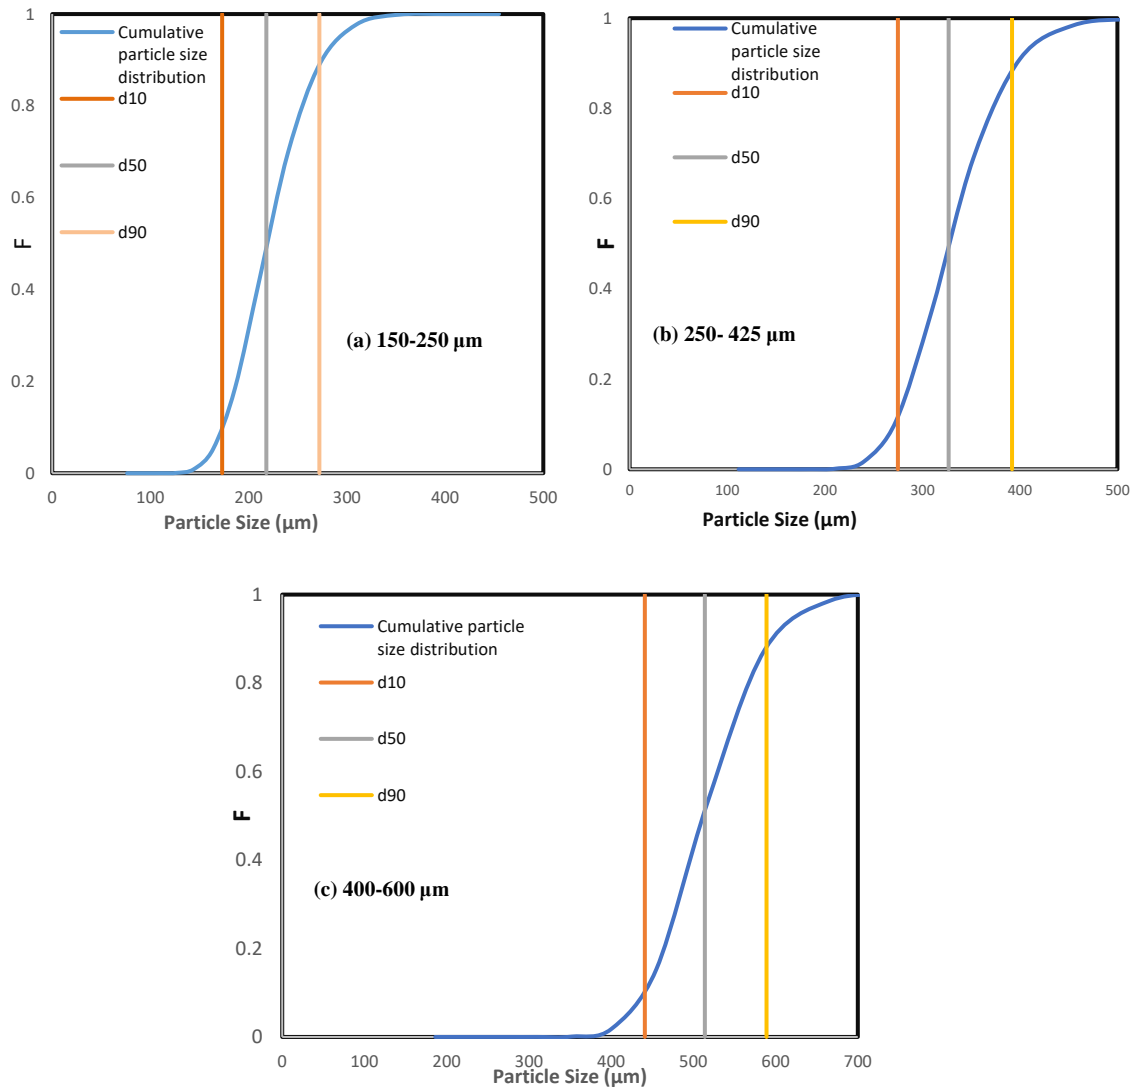 1
0.8
0.6
0.4
0.2
0
F
Cumulative
particle size
distribution
d10
d50
d90
(a) 150-250 µm
0 100 200 300 400 500
Particle Size (µm)
1
0.8
0.6
0.4
0.2
0
F
Cumulative
particle size
distribution
d10
d50
d90
(b) 250- 425 µm
0 100 200 300 400 500
Particle Size (µm)
1
0.8
0.6
0.4
0.2
0
F
Cumulative particle
size distribution
d10
d50
d90
(c) 400-600 µm
0 100 200 300 400 500 600 700
Particle Size (µm)